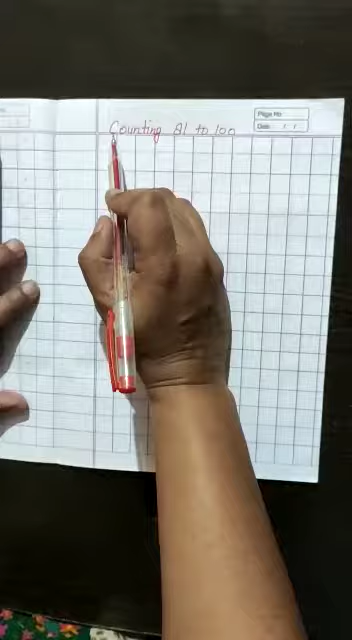 Counting 81 to 100
Page No
Date / /